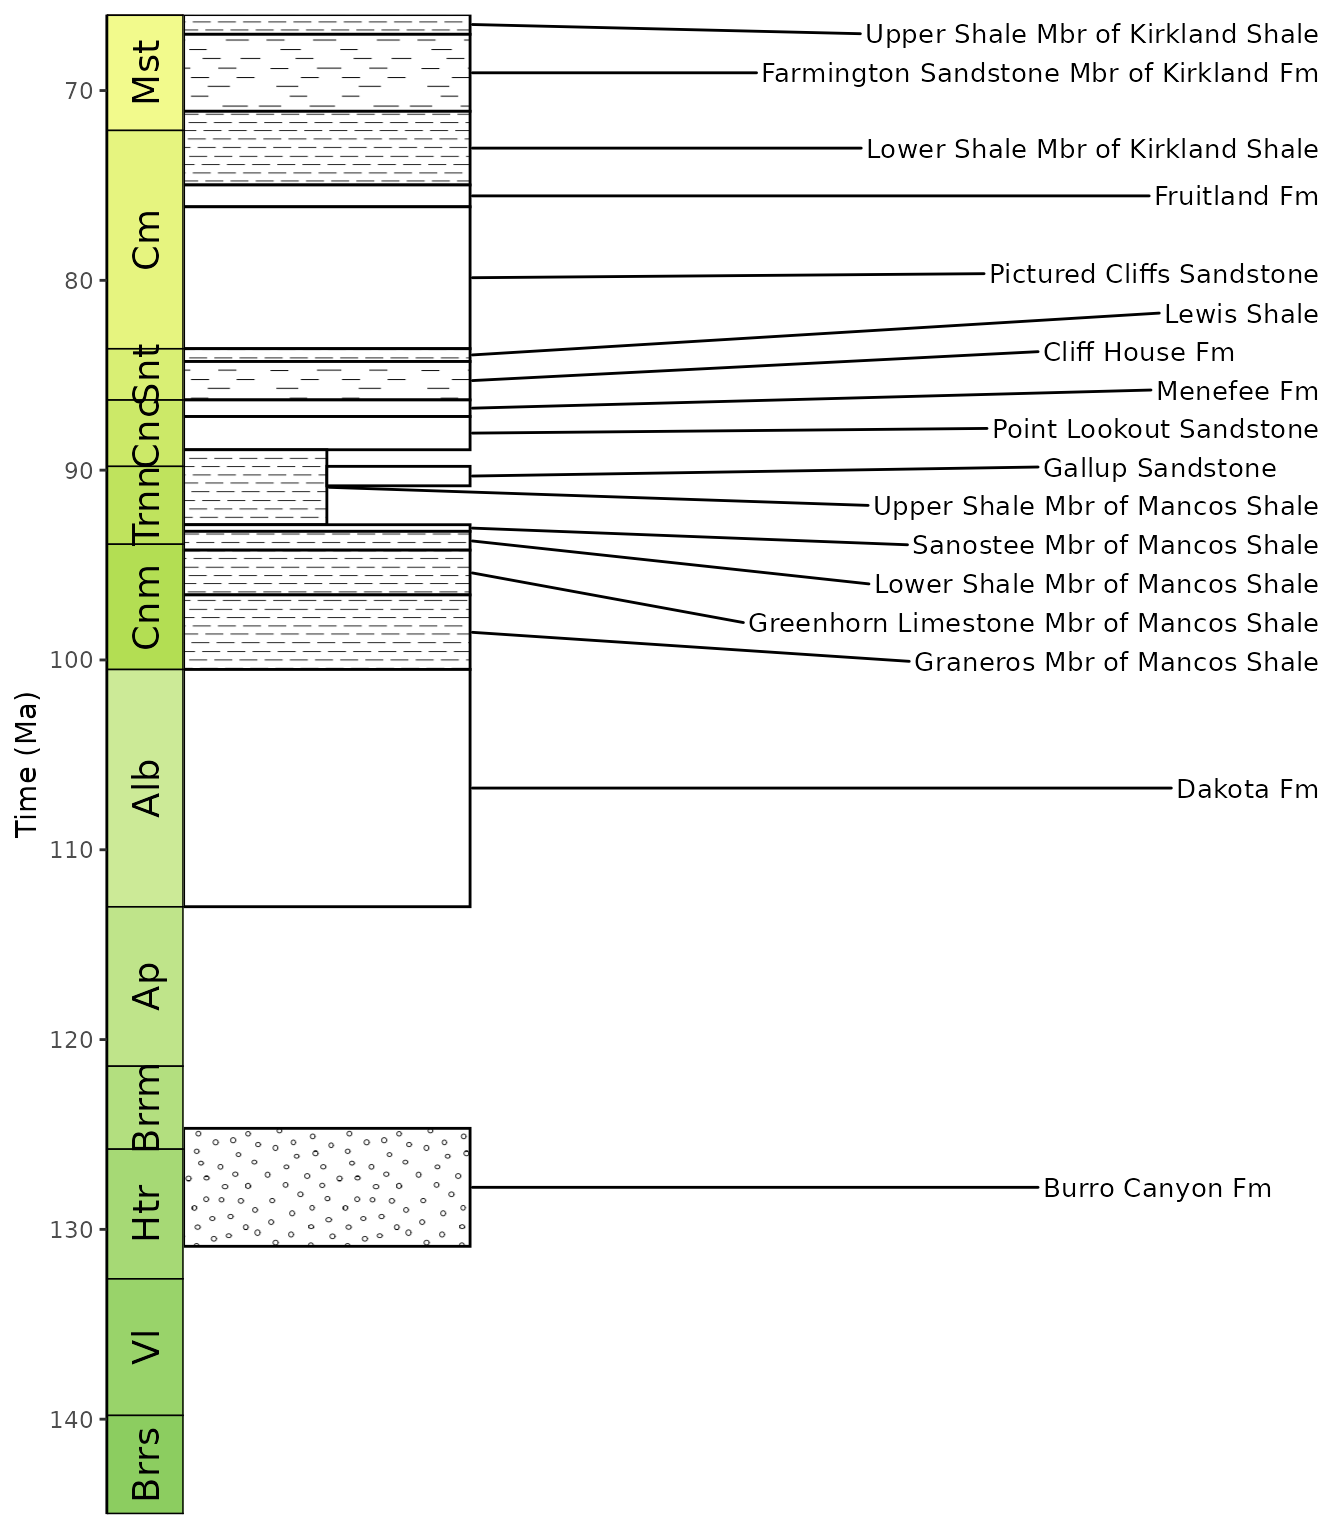 Time (Ma)
70
80
90
100
110
120
130
140
Mst
Cm
Snt
Cnc
Trnn
Cnm
Alb
Ap
Brrm
Htr
Vl
Brrs
Upper Shale Mbr of Kirkland Shale
Farmington Sandstone Mbr of Kirkland Fm
Lower Shale Mbr of Kirkland Shale
Fruitland Fm
Pictured Cliffs Sandstone
Lewis Shale
Cliff House Fm
Menefee Fm
Point Lookout Sandstone
Gallup Sandstone
Upper Shale Mbr of Mancos Shale
Sanostee Mbr of Mancos Shale
Lower Shale Mbr of Mancos Shale
Greenhorn Limestone Mbr of Mancos Shale
Graneros Mbr of Mancos Shale
Dakota Fm
Burro Canyon Fm